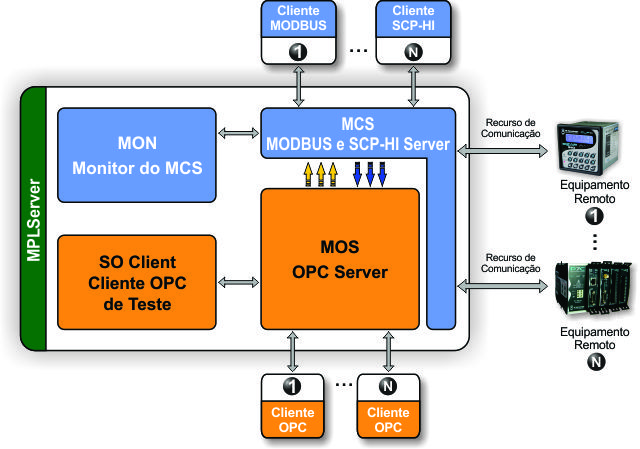 Cliente
MODBUS
1
...
Cliente
SCP-HI
N
MPLServer
MON
Monitor do MCS
MCS
MODBUS e SCP-HI Server
SO Client
Cliente OPC
de Teste
MOS
OPC Server
Recurso de
Comunicação
Equipamento
Remoto
1
...
Recurso de
Comunicação
Equipamento
Remoto
N
1
Cliente
OPC
...
N
Cliente
OPC